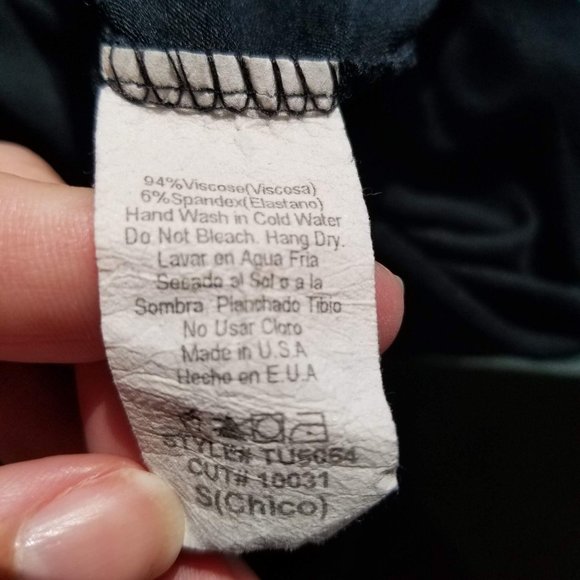 94%Viscose(Viscosa)
6%Spandex(Elastano)
Hand Wash in Cold Water
Do Not Bleach. Hang Dry.
Lavar en Agua Fria
Secado al Sol o a la
Sombra Planchado Tibio
No Usar Cloro
Made in U.S.A
Hecho en E.U.A
STYLE# TU9054
CUT# 10031
S(Chico)